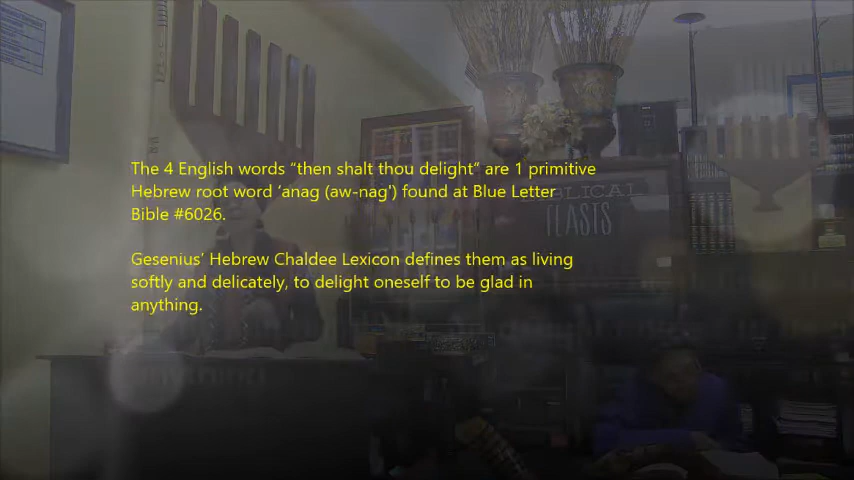 The 4 English words “then shalt thou delight” are 1 primitive
Hebrew root word ‘anag (aw-nag') found at Blue Letter
Bible #6026.
Gesenius’ Hebrew Chaldee Lexicon defines them as living
softly and delicately, to delight oneself to be glad in
anything.
BIBLICAL
FEASTS